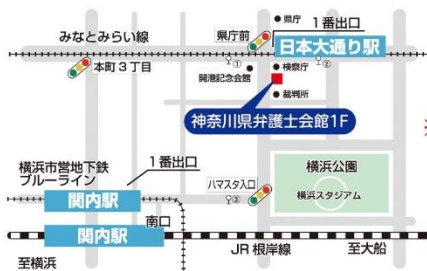 県庁
みなとみらい線
県庁前
1番出口
日本大通り駅
本町3丁目
①
②
開港記念会館
検察庁
裁判所
神奈川県弁護士会館1F
横浜市営地下鉄
ブルーライン
1番出口
関内駅
ハマスタ入口
③
横浜公園
横浜スタジアム
南口
関内駅
至横浜
JR根岸線
至大船